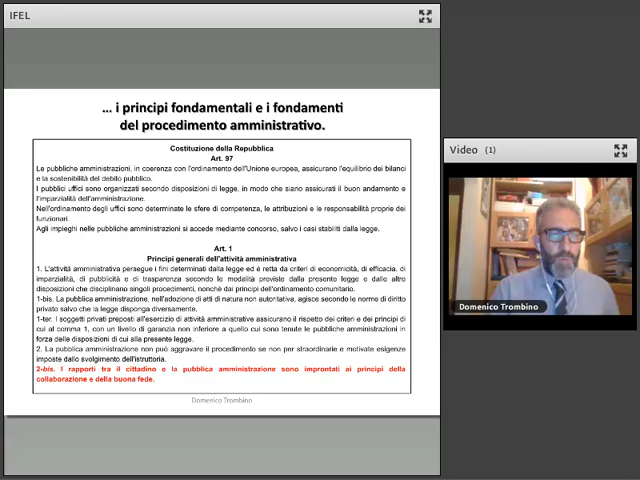 IFEL
... i principi fondamentali e i fondamenti
del procedimento amministrativo.
Costituzione della Repubblica
Art. 97
Le pubbliche amministrazioni, in coerenza con l'ordinamento dell'Unione europea, assicurano l'equilibrio dei bilanci
e la sostenibilità del debito pubblico.
I pubblici uffici sono organizzati secondo disposizioni di legge, in modo che siano assicurati il buon andamento e
l'imparzialità dell'amministrazione.
Nell'ordinamento degli uffici sono determinate le sfere di competenza, le attribuzioni e le responsabilità proprie dei
funzionari.
Agli impieghi nelle pubbliche amministrazioni si accede mediante concorso, salvo i casi stabiliti dalla legge.
Art. 1
Principi generali dell'attività amministrativa
1. L'attività amministrativa persegue i fini determinati dalla legge ed è retta da criteri di economicità, di efficacia, di
imparzialità, di pubblicità e di trasparenza secondo le modalità previste dalla presente legge e dalle altre
disposizioni che disciplinano singoli procedimenti, nonché dai principi dell'ordinamento comunitario.
1-bis. La pubblica amministrazione, nell'adozione di atti di natura non autoritativa, agisce secondo le norme di diritto
privato salvo che la legge disponga diversamente.
1-ter. I soggetti privati preposti all'esercizio di attività amministrative assicurano il rispetto dei criteri e dei principi di
cui al comma 1, con un livello di garanzia non inferiore a quello cui sono tenute le pubbliche amministrazioni in
forza delle disposizioni di cui alla presente legge.
2. La pubblica amministrazione non può aggravare il procedimento se non per straordinarie e motivate esigenze
imposte dallo svolgimento dell'istruttoria.
2-bis. I rapporti tra il cittadino e la pubblica amministrazione sono improntati ai principi della
collaborazione e della buona fede.
Domenico Trombino
Video (1)
Domenico Trombino